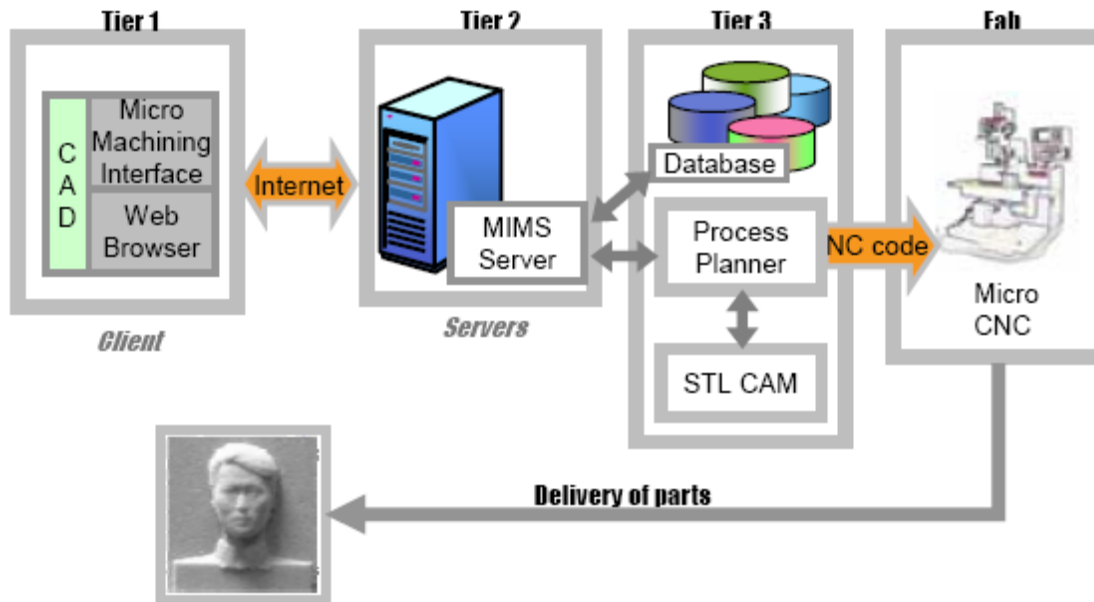 Tier 1
Tier 2
Tier 3
Fab
C
A
D
Micro
Machining
Interface
Web
Browser
Internet
MIMS
Server
Database
Process
Planner
STL CAM
NC code
Micro
CNC
Client
Servers
Delivery of parts